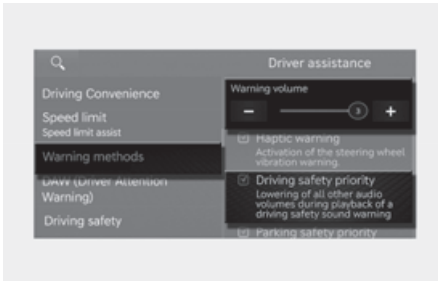 Driver assistance
Driving Convenience
Speed limit
Speed limit assist
Warning methods
DAW (Driver Attention
Warning)
Driving safety
Warning volume
3
Haptic warning
Activation of the steering wheel
vibration warning.
Driving safety priority
Lowering of all other audio
volumes during playback of a
driving safety sound warning
Parking safety priority